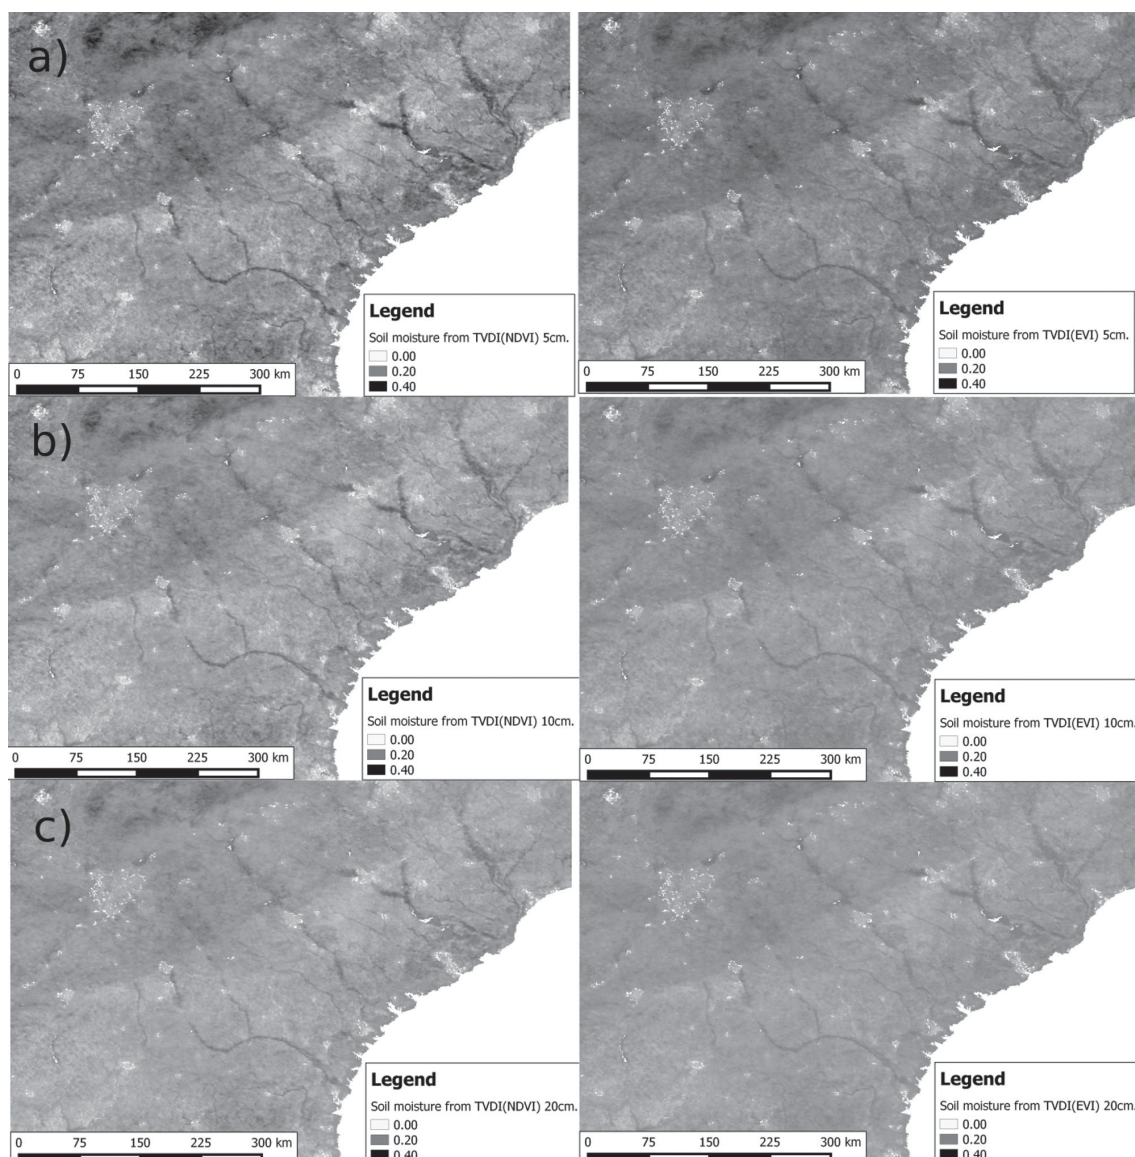 a)
Legend
Soil moisture from TVDI(NDVI) 5cm.
0.00
0.20
0.40
0 75 150 225 300 km
Legend
Soil moisture from TVDI(EVI) 5cm.
0.00
0.20
0.40
0 75 150 225 300 km
b)
Legend
Soil moisture from TVDI(NDVI) 10cm.
0.00
0.20
0.40
0 75 150 225 300 km
Legend
Soil moisture from TVDI(EVI) 10cm.
0.00
0.20
0.40
0 75 150 225 300 km
c)
Legend
Soil moisture from TVDI(NDVI) 20cm.
0.00
0.20
0.40
0 75 150 225 300 km
Legend
Soil moisture from TVDI(EVI) 20cm.
0.00
0.20
0.40
0 75 150 225 300 km